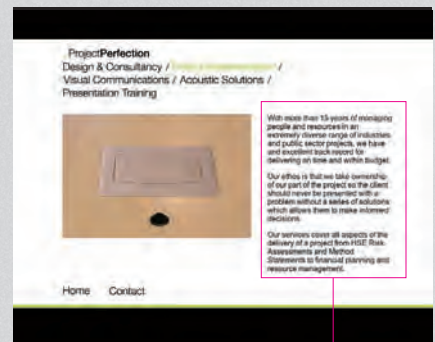 ProjectPerfection
Design & Consultancy / /
Visual Communications / Acoustic Solutions /
Presentation Training
With more than 15 years of managing
people and resources in an
extremely diverse range of industries
and public sector projects, we have
and excellent track record for
delivering on time and within budget.
Our ethos is that we take ownership
of our part of the project so the client
should never be presented with a
problem without a series of solutions
which allows them to make informed
decisions.
Our services cover all aspects of the
delivery of a project from HSE Risk
Assessments and Method
Statements to financial planning and
resource management.
Home Contact